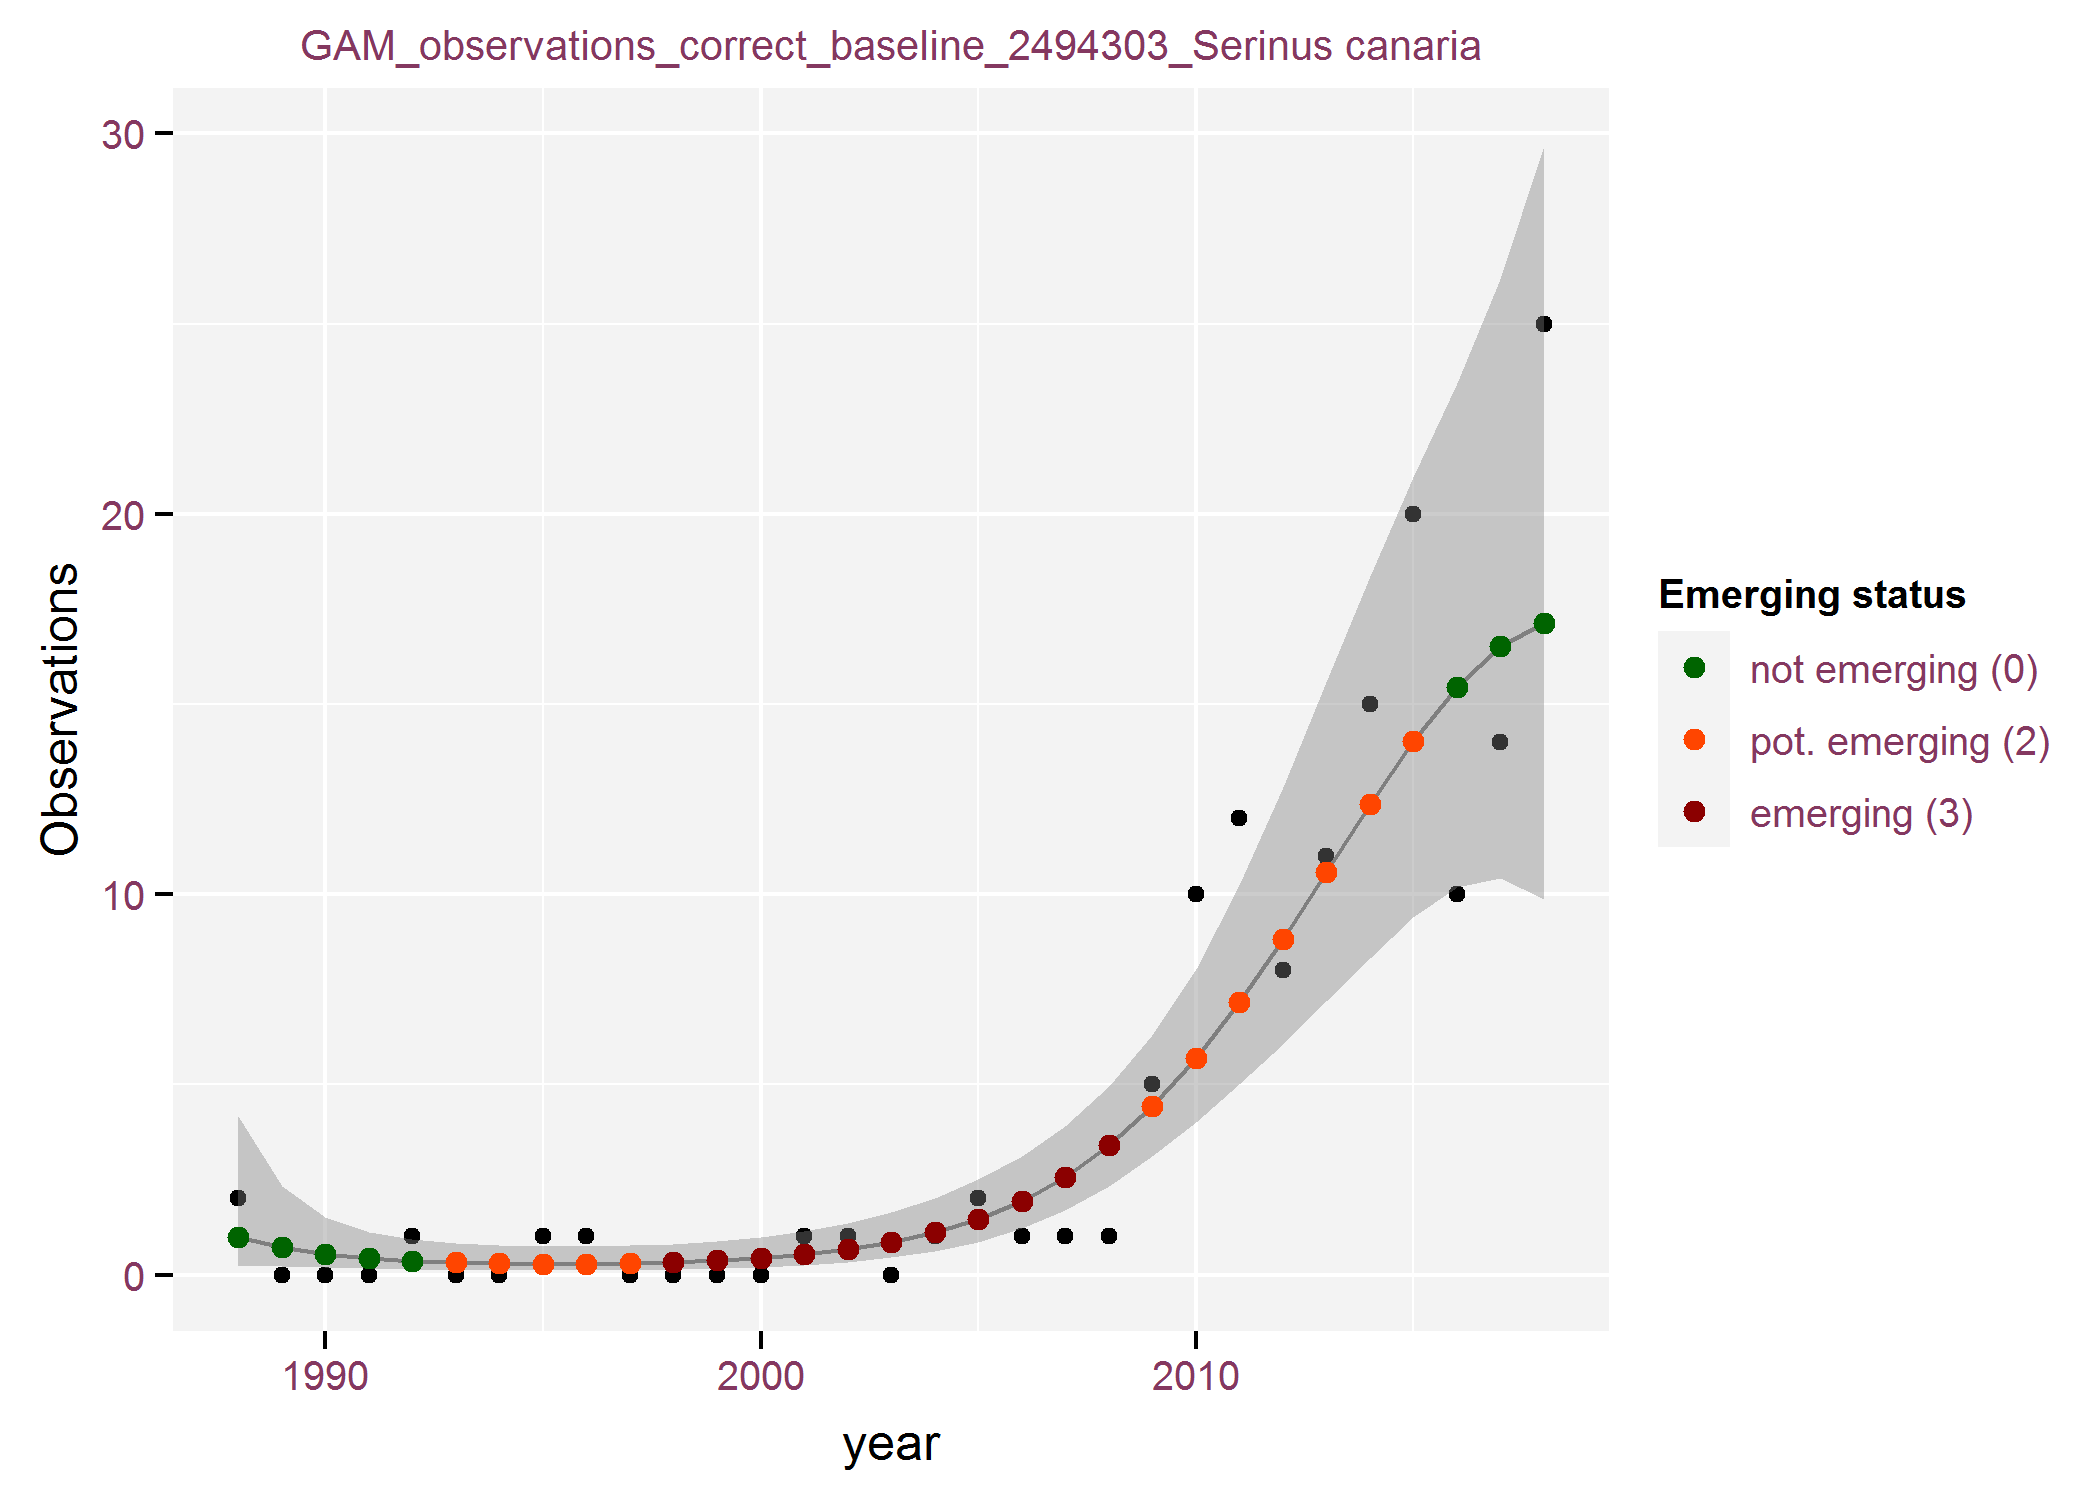 GAM_observations_correct_baseline_2494303_Serinus canaria
30
20
10
0
Observations
1990
2000
2010
year
Emerging status
not emerging (0)
pot. emerging (2)
emerging (3)